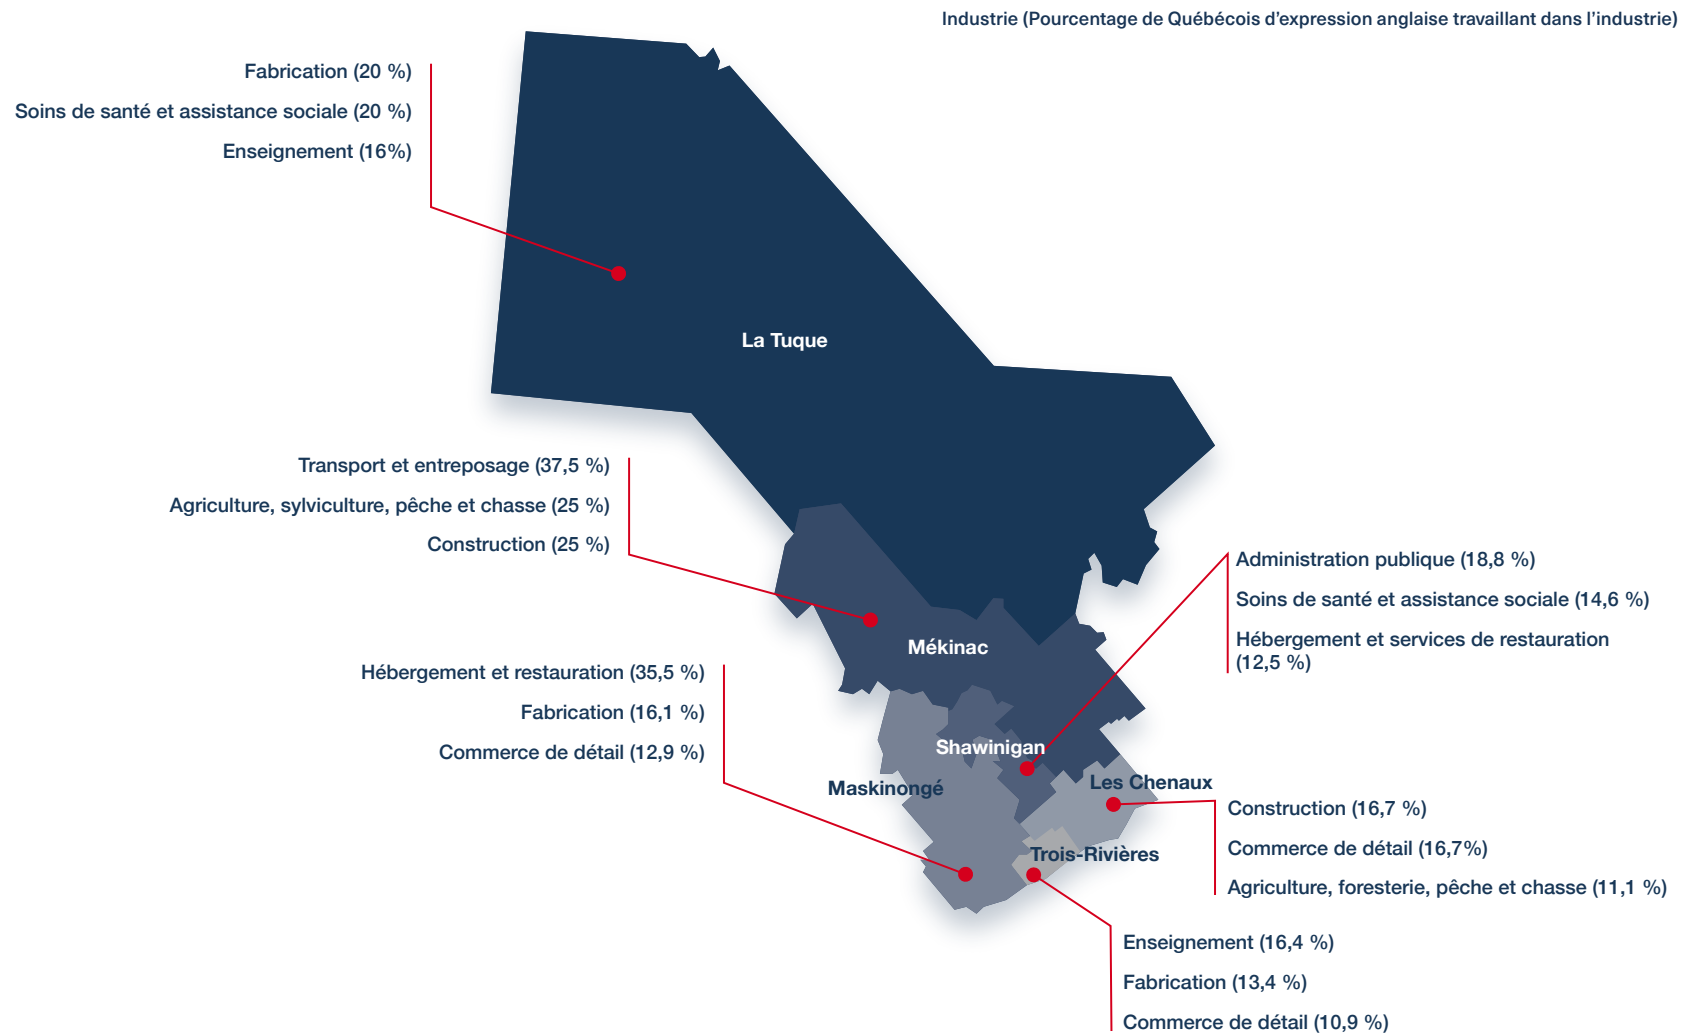 Industrie (Pourcentage de Québécois d'expression anglaise travaillant dans l'industrie)
Fabrication (20 %)
Soins de santé et assistance sociale (20 %)
Enseignement (16%)
La Tuque
Transport et entreposage (37,5 %)
Agriculture, sylviculture, pêche et chasse (25 %)
Construction (25 %)
Mékinac
Administration publique (18,8 %)
Soins de santé et assistance sociale (14,6 %)
Hébergement et services de restauration
(12,5 %)
Hébergement et restauration (35,5 %)
Fabrication (16,1 %)
Commerce de détail (12,9 %)
Shawinigan
Maskinongé
Les Chenaux
Construction (16,7 %)
Commerce de détail (16,7%)
Agriculture, foresterie, pêche et chasse (11,1 %)
Trois-Rivières
Enseignement (16,4 %)
Fabrication (13,4 %)
Commerce de détail (10,9 %)